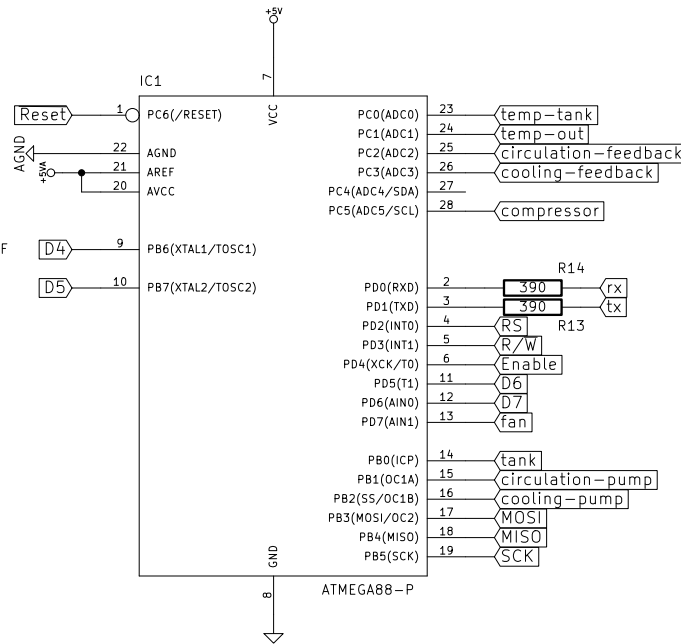 +5V
IC1
7
VCC
Reset 1 PC6(/RESET) PC0(ADC0) 23 temp-tank
PC1(ADC1) 24 temp-out
AGND 22 AGND PC2(ADC2) 25 circulation-feedback
+5VA 21 AREF PC3(ADC3) 26 cooling-feedback
20 AVCC PC4(ADC4/SDA) 27
PC5(ADC5/SCL) 28 compressor
F D4 9 PB6(XTAL1/TOSC1)
D5 10 PB7(XTAL2/TOSC2) PD0(RXD) 2 390 R14 rx
PD1(TXD) 3 390 R13 tx
PD2(INT0) 4 RS
PD3(INT1) 5 R/W
PD4(XCK/T0) 6 Enable
PD5(T1) 11 D6
PD6(AIN0) 12 D7
PD7(AIN1) 13 fan
PB0(ICP) 14 tank
PB1(OC1A) 15 circulation-pump
PB2(SS/OC1B) 16 cooling-pump
PB3(MOSI/OC2) 17 MOSI
PB4(MISO) 18 MISO
PB5(SCK) 19 SCK
GND
8
ATMEGA88-P